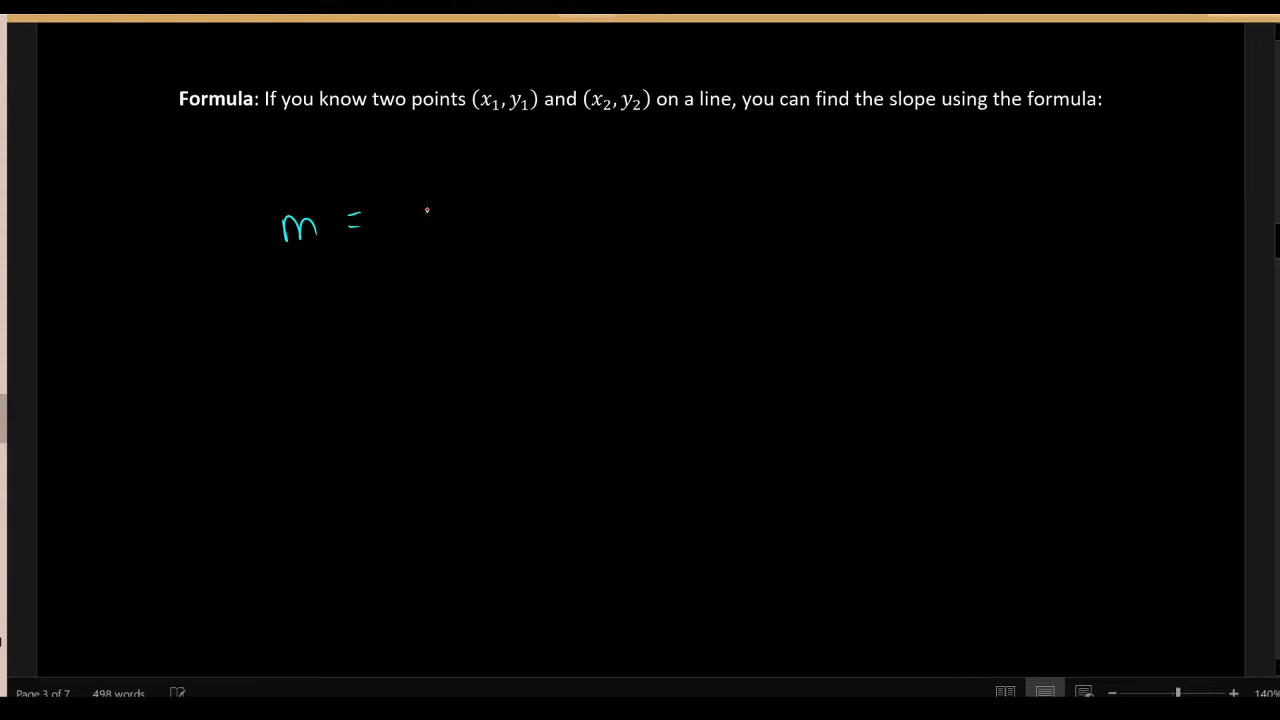 Formula: If you know two points (x₁, y₁) and (x₂, y₂) on a line, you can find the slope using the formula:
m =
Page 3 of 7 498 words 140%